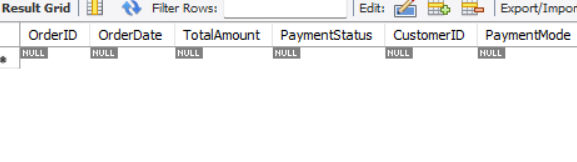 Result Grid Filter Rows: Edit: Export/Impor
OrderID OrderDate TotalAmount PaymentStatus CustomerID PaymentMode
NULL NULL NULL NULL NULL NULL